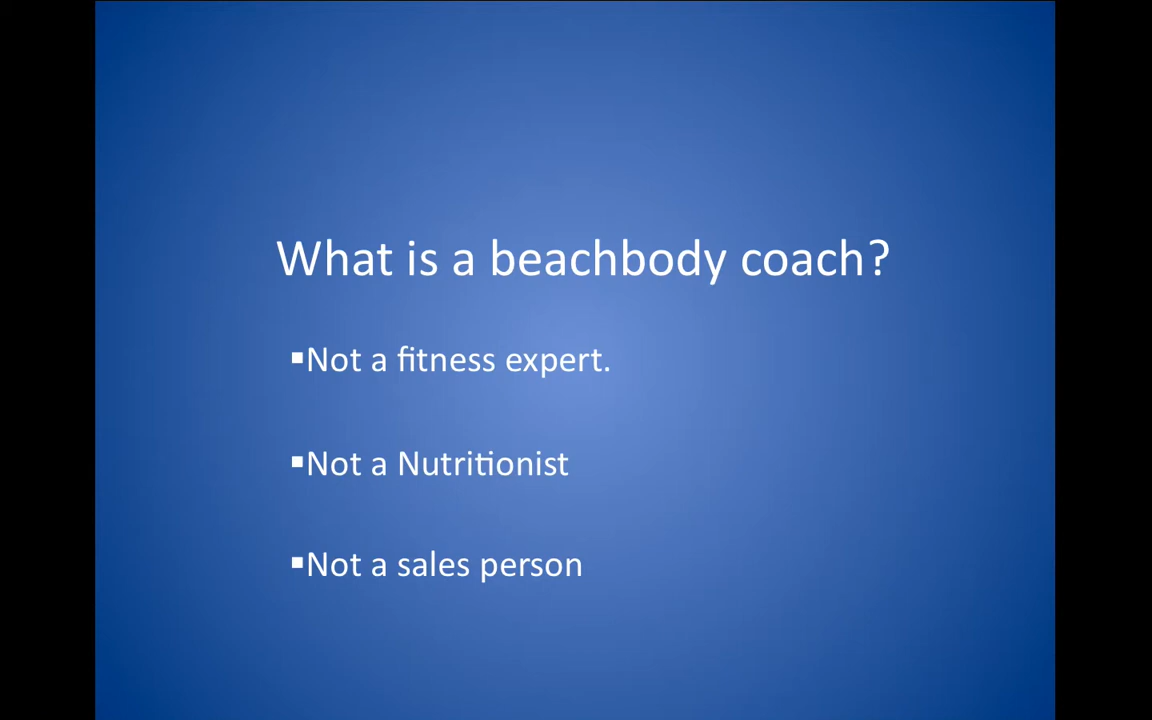 What is a beachbody coach?
▪Not a fitness expert.
▪Not a Nutritionist
▪Not a sales person